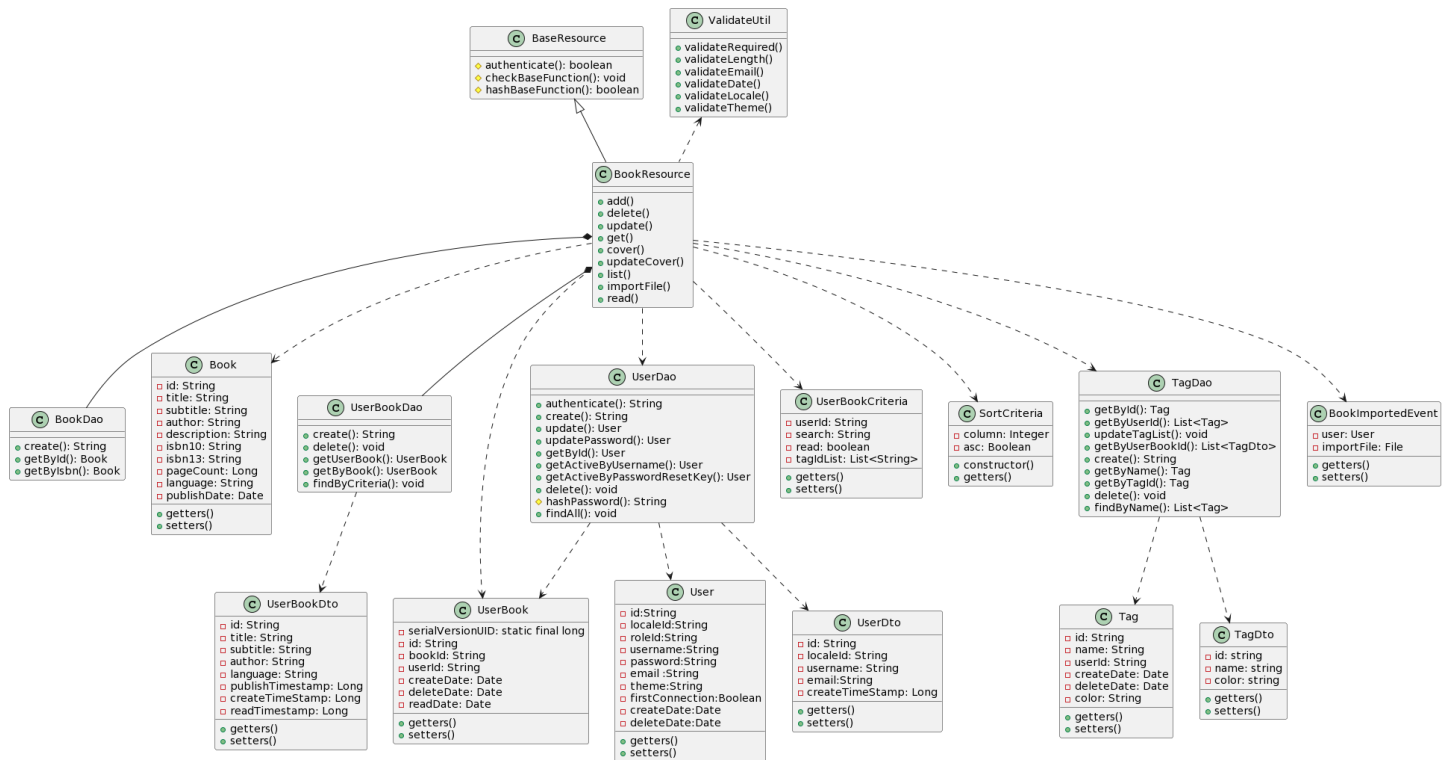 C BaseResource
authenticate(): boolean
checkBaseFunction(): void
hashBaseFunction(): boolean
C ValidateUtil
validateRequired()
validateLength()
validateEmail()
validateDate()
validateLocale()
validateTheme()
C BookResource
add()
delete()
update()
get()
cover()
updateCover()
list()
importFile()
read()
C BookDao
create(): String
getById(): Book
getByIsbn(): Book
C Book
id: String
title: String
subtitle: String
author: String
description: String
isbn10: String
isbn13: String
pageCount: Long
language: String
publishDate: Date
getters()
setters()
C UserBookDao
create(): String
delete(): void
getUserBook(): UserBook
getByBook(): UserBook
findByCriteria(): void
C UserDao
authenticate(): String
create(): String
update(): User
updatePassword(): User
getById(): User
getActiveByUsername(): User
getActiveByPasswordResetKey(): User
delete(): void
hashPassword(): String
findAll(): void
C UserBookCriteria
userId: String
search: String
read: boolean
tagIdList: List<String>
getters()
setters()
C SortCriteria
column: Integer
asc: Boolean
constructor()
getters()
C TagDao
getById(): Tag
getByUserId(): List<Tag>
updateTagList(): void
getByUserBookId(): List<TagDto>
create(): String
getByName(): Tag
getByTagId(): Tag
delete(): void
findByName(): List<Tag>
C BookImportedEvent
user: User
importFile: File
getters()
setters()
C UserBookDto
id: String
title: String
subtitle: String
author: String
language: String
publishTimestamp: Long
createTimeStamp: Long
readTimestamp: Long
getters()
setters()
C UserBook
serialVersionUID: static final long
id: String
bookId: String
userId: String
createDate: Date
deleteDate: Date
readDate: Date
getters()
setters()
C User
id:String
localeId:String
roleId:String
username:String
password:String
email :String
theme:String
firstConnection:Boolean
createDate:Date
deleteDate:Date
getters()
setters()
C UserDto
id: String
localeId: String
username: String
email:String
createTimeStamp: Long
getters()
setters()
C Tag
id: String
name: String
userId: String
createDate: Date
deleteDate: Date
color: String
getters()
setters()
C TagDto
id: string
name: string
color: string
getters()
setters()